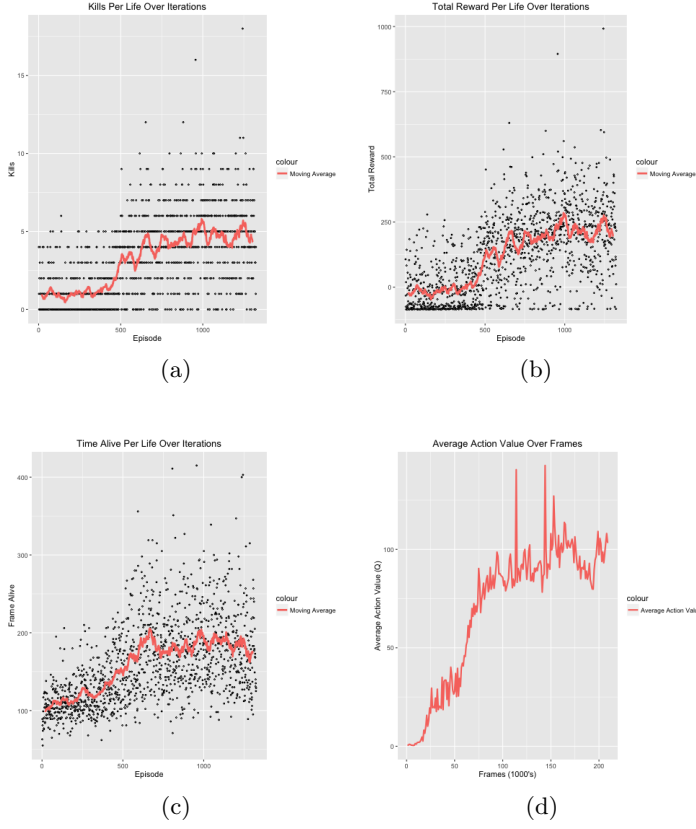 Kills Per Life Over Iterations
15
10
5
0
Kills
0
500
1000
Episode
colour
Moving Average
(a)
Total Reward Per Life Over Iterations
1000
750
500
250
0
Total Reward
0
500
1000
Episode
colour
Moving Average
(b)
Time Alive Per Life Over Iterations
400
300
200
100
Frame Alive
0
500
1000
Episode
colour
Moving Average
(c)
Average Action Value Over Frames
100
50
0
Average Action Value (Q)
0
50
100
150
200
Frames (1000's)
colour
Average Action Valu
(d)